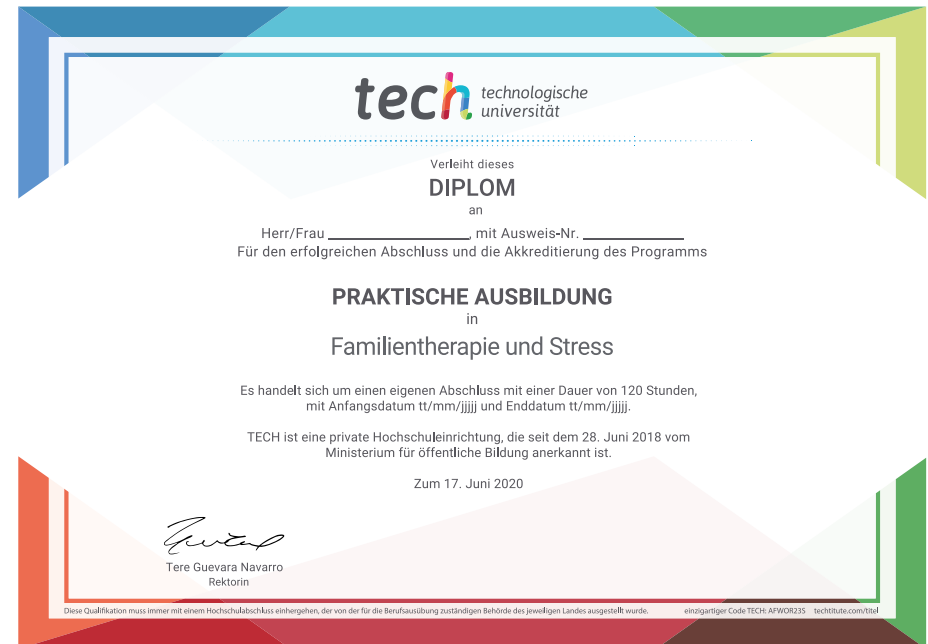 tech technologische
universität
Verleiht dieses
DIPLOM
an
Herr/Frau ____________________, mit Ausweis-Nr. ______________
Für den erfolgreichen Abschluss und die Akkreditierung des Programms
PRAKTISCHE AUSBILDUNG
in
Familientherapie und Stress
Es handelt sich um einen eigenen Abschluss mit einer Dauer von 120 Stunden,
mit Anfangsdatum tt/mm/jjjjj und Enddatum tt/mm/jjjjj.
TECH ist eine private Hochschuleinrichtung, die seit dem 28. Juni 2018 vom
Ministerium für öffentliche Bildung anerkannt ist.
Zum 17. Juni 2020
Tere Guevara Navarro
Rektorin
Diese Qualifikation muss immer mit einem Hochschulabschluss einhergehen, der von der für die Berufsausübung zuständigen Behörde des jeweiligen Landes ausgestellt wurde. einzigartiger Code TECH: AFWOR23S techtitute.com/titel